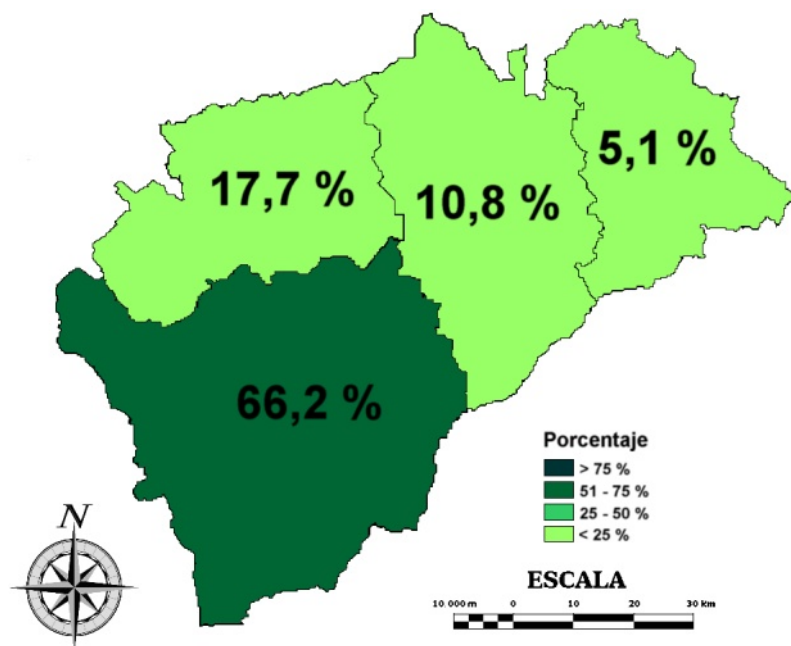 5,1 %
17,7 %
10,8 %
66,2 %
Porcentaje
> 75 %
51 - 75 %
25 - 50 %
< 25 %
N
ESCALA
10 000 m 0 10 20 30 km